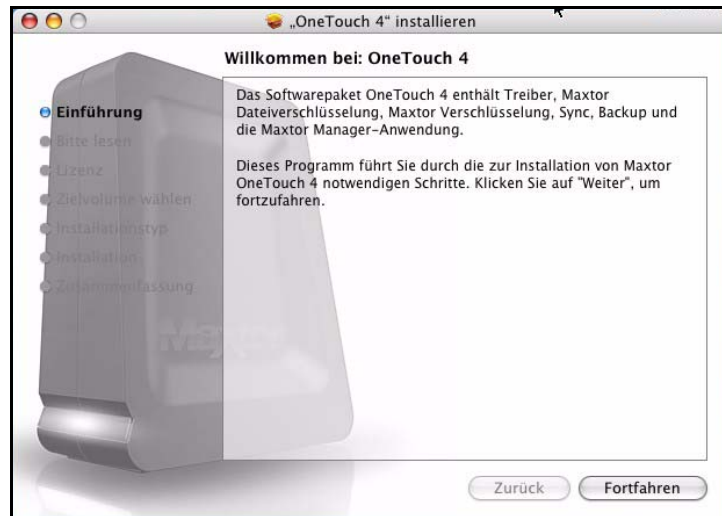 „OneTouch 4“ installieren
Willkommen bei: OneTouch 4
Einführung
Bitte lesen
Lizenz
Zielvolume wählen
Installationstyp
Installation
Zusammenfassung
Das Softwarepaket OneTouch 4 enthält Treiber, Maxtor
Dateiverschlüsselung, Maxtor Verschlüsselung, Sync, Backup und
die Maxtor Manager-Anwendung.
Dieses Programm führt Sie durch die zur Installation von Maxtor
OneTouch 4 notwendigen Schritte. Klicken Sie auf "Weiter", um
fortzufahren.
Maxtor
Zurück
Fortfahren